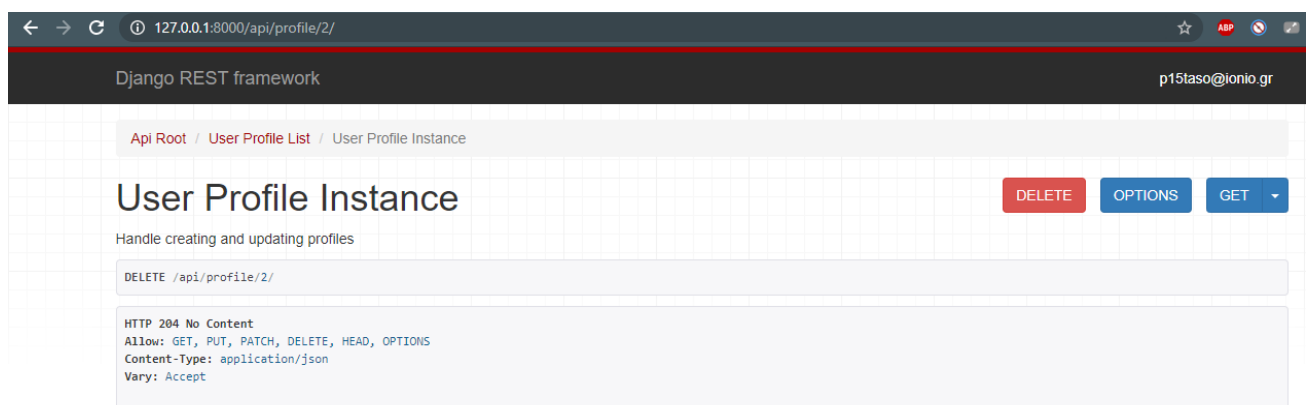 127.0.0.1:8000/api/profile/2/
ABP
Django REST framework p15taso@ionio.gr
Api Root / User Profile List / User Profile Instance
User Profile Instance DELETE OPTIONS GET
Handle creating and updating profiles
DELETE /api/profile/2/
HTTP 204 No Content
Allow: GET, PUT, PATCH, DELETE, HEAD, OPTIONS
Content-Type: application/json
Vary: Accept